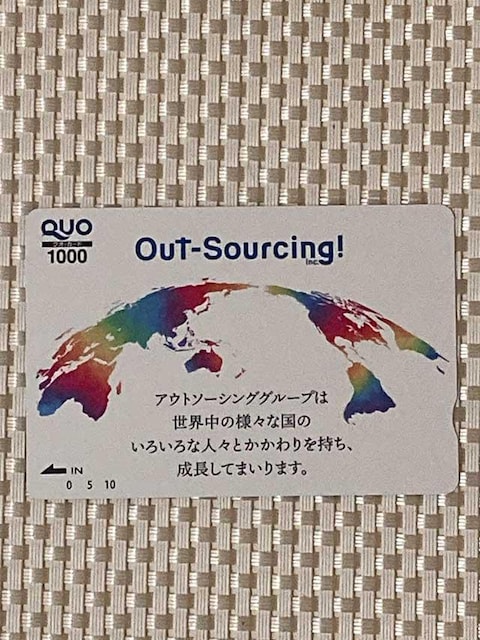 QUO
クオ・カード
1000
Out-Sourcing!
inc.
アウトソーシンググループは
世界中の様々な国の
いろいろな人々とかかわりを持ち、
成長してまいります。
IN
0 5 10